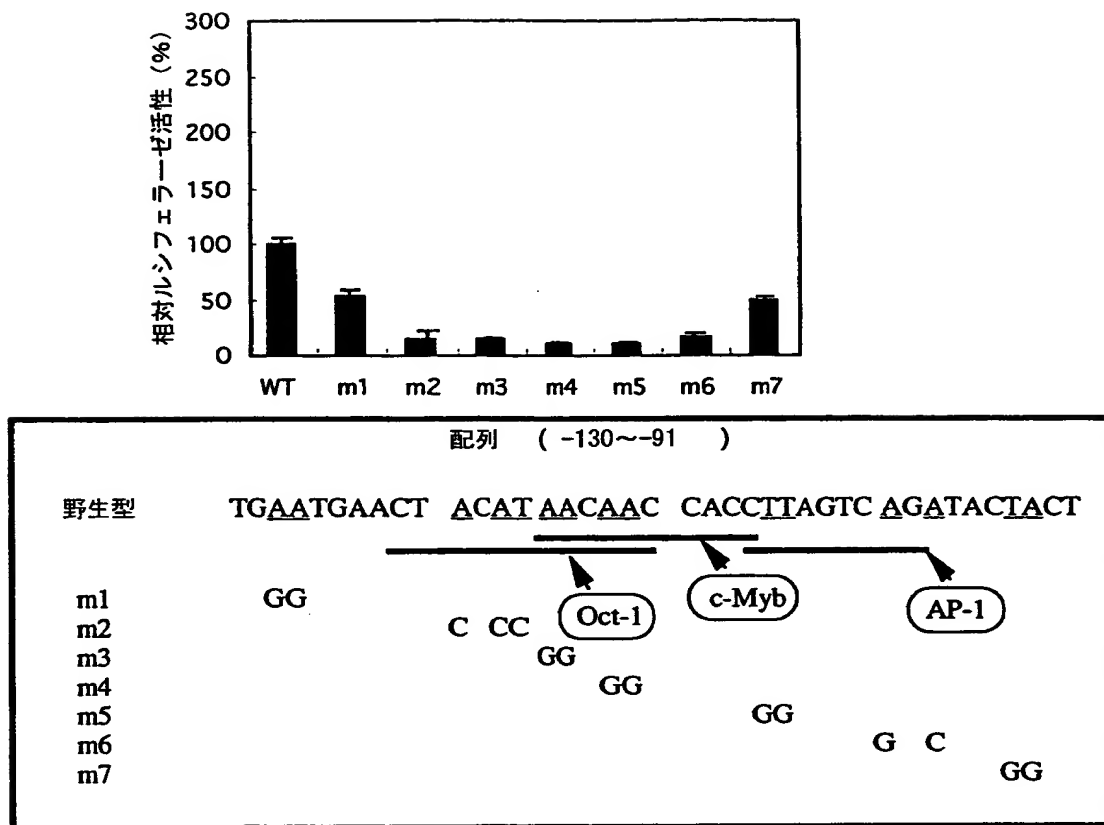 相対ルシフェラーゼ活性 (%)
300
250
200
150
100
50
0
WT m1 m2 m3 m4 m5 m6 m7
配列 ( -130~-91 )
野生型 TGAATGAACT ACATAACAAC CACCTTAGTC AGATACTACT
m1 GG
Oct-1 c-Myb AP-1
m2 C CC
m3 GG
m4 GG
m5 GG
m6 G C
m7 GG